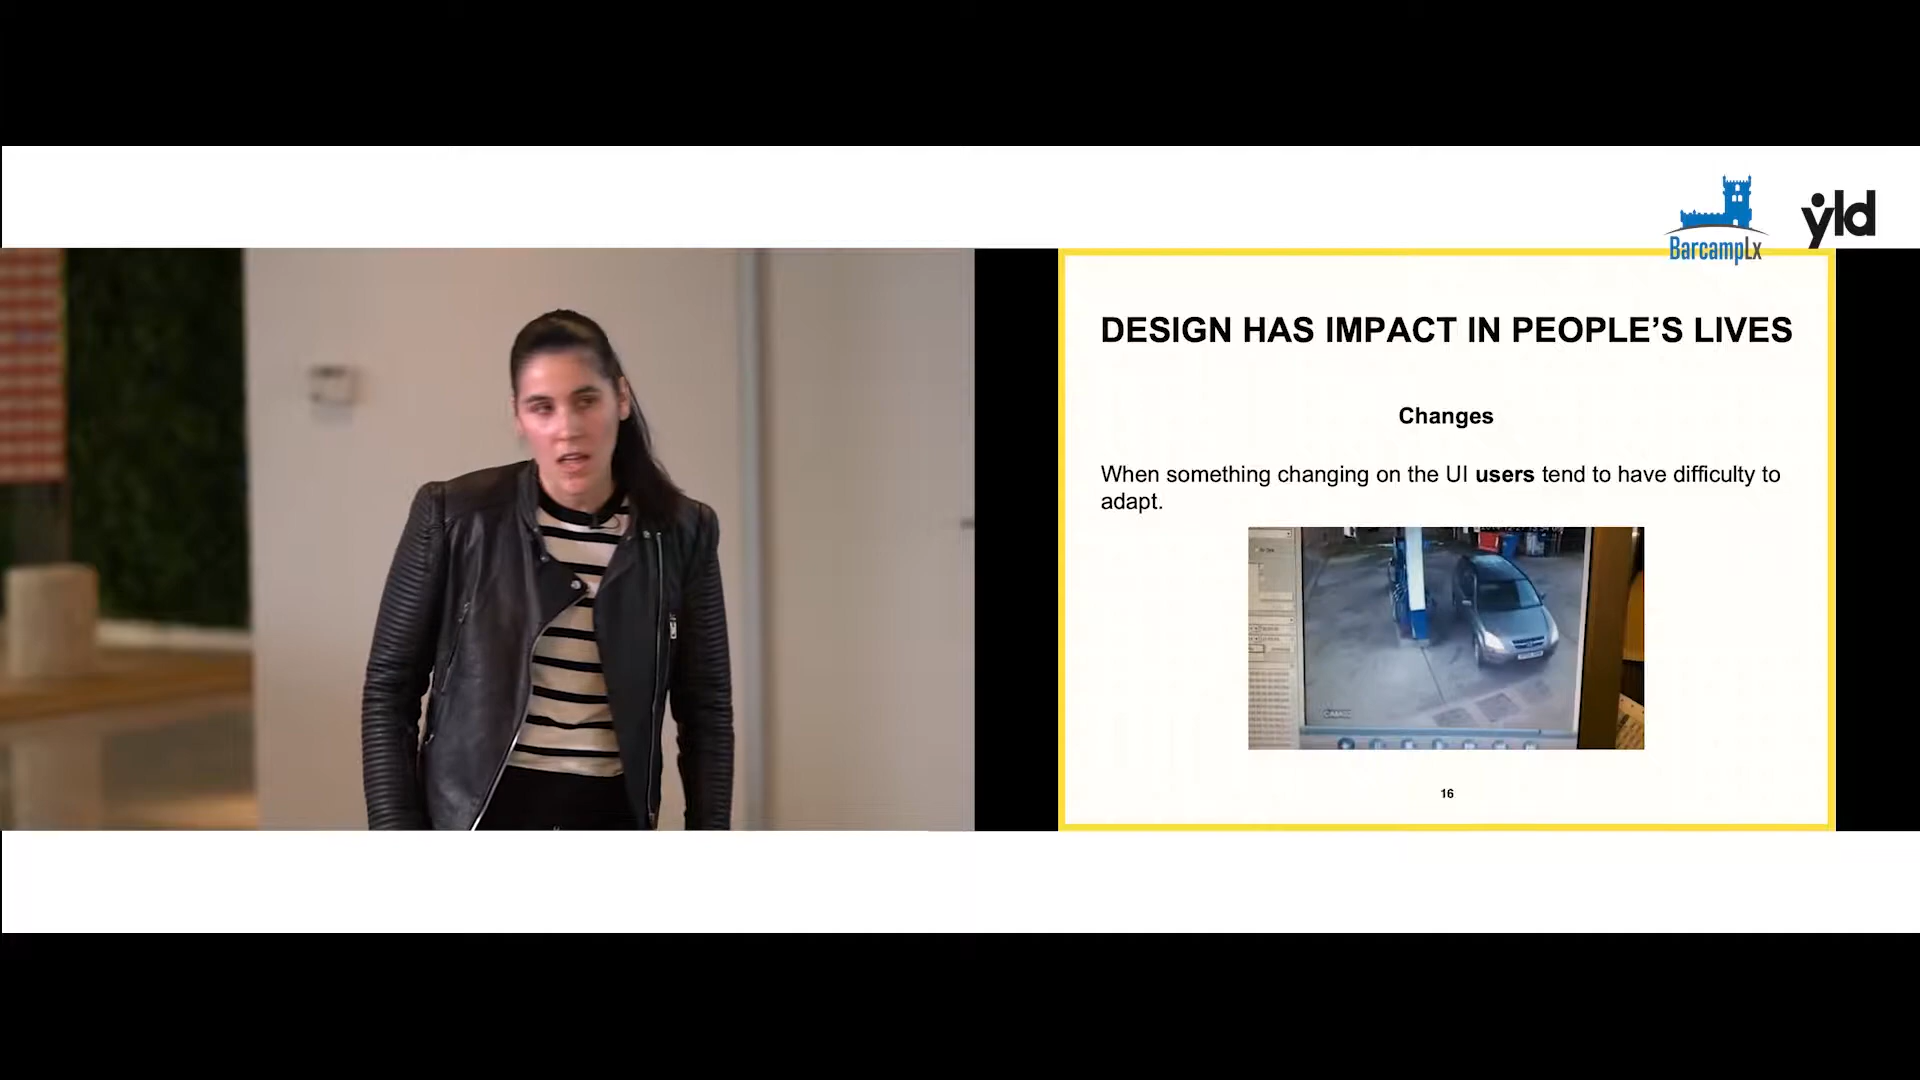 BarcampLx
yld
DESIGN HAS IMPACT IN PEOPLE'S LIVES
Changes
When something changing on the UI users tend to have difficulty to
adapt.
16